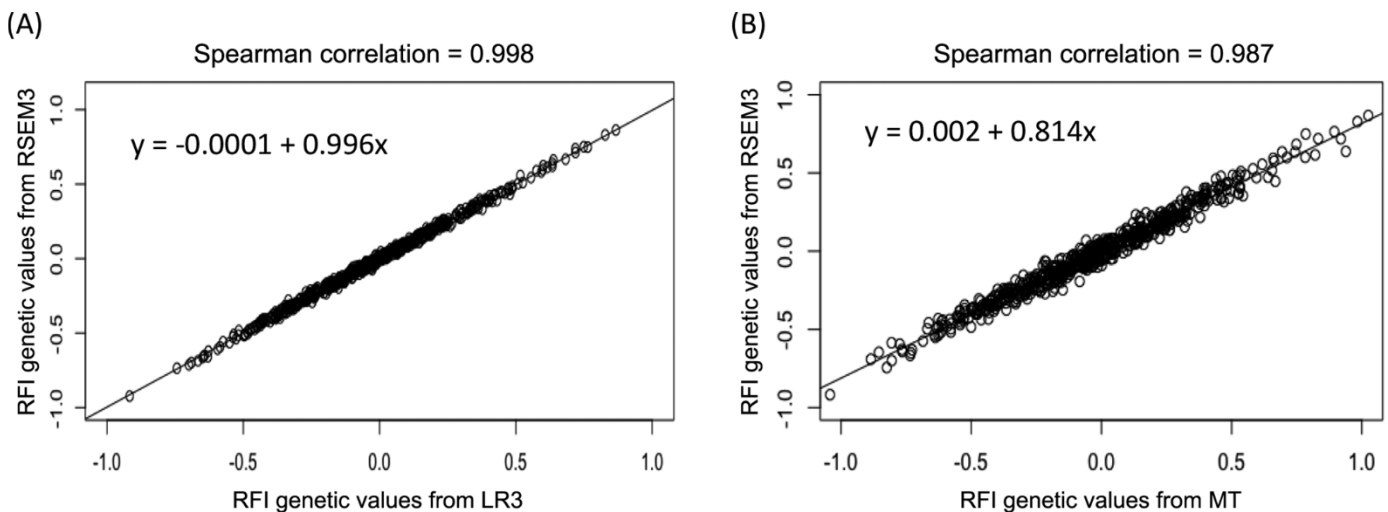 (A)
Spearman correlation = 0.998
y = -0.0001 + 0.996x
RFI genetic values from RSEM3
1.0
0.5
0.0
-0.5
-1.0
-1.0 -0.5 0.0 0.5 1.0
RFI genetic values from LR3
(B)
Spearman correlation = 0.987
y = 0.002 + 0.814x
RFI genetic values from RSEM3
1.0
0.5
0.0
-0.5
-1.0
-1.0 -0.5 0.0 0.5 1.0
RFI genetic values from MT